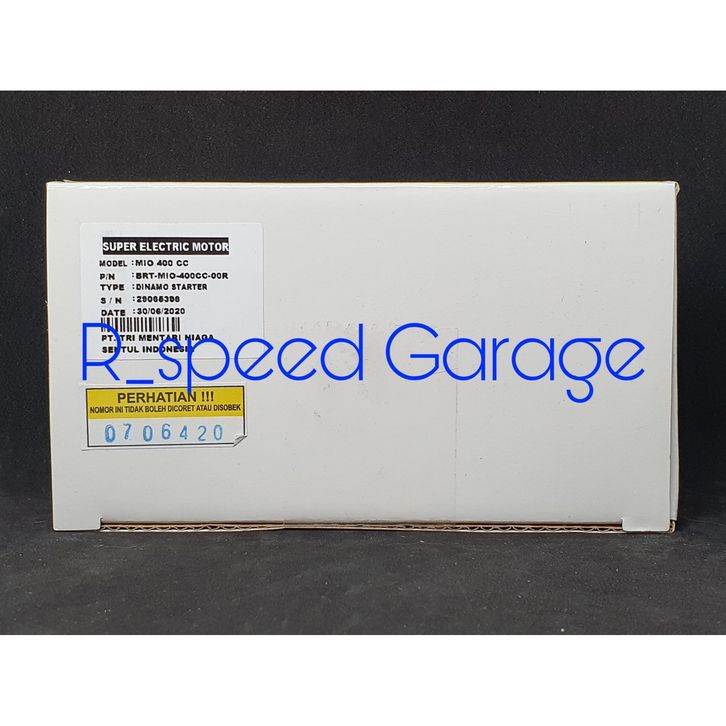 SUPER ELECTRIC MOTOR
MODEL : MIO 400 CC
P/N : BRT-MIO-400CC-00R
TYPE : DINAMO STARTER
S / N : 29065398
DATE : 30/06/2020
PT. TRI MENTARI NIAGA
SENTUL INDONESIA
R_speed Garage
PERHATIAN !!!
NOMOR INI TIDAK BOLEH DICORET ATAU DISOBEK
0706420